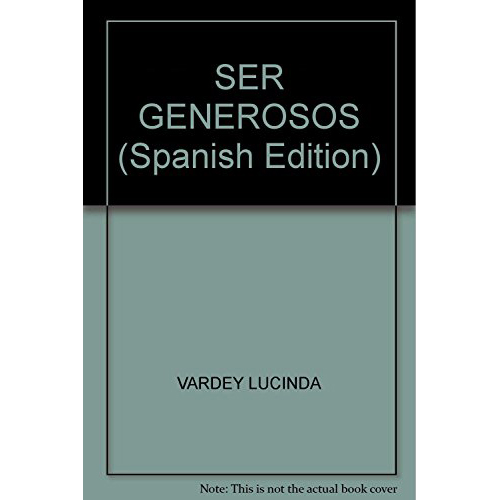 SER
GENEROSOS
(Spanish Edition)
VARDEY LUCINDA
Note: This is not the actual book cover